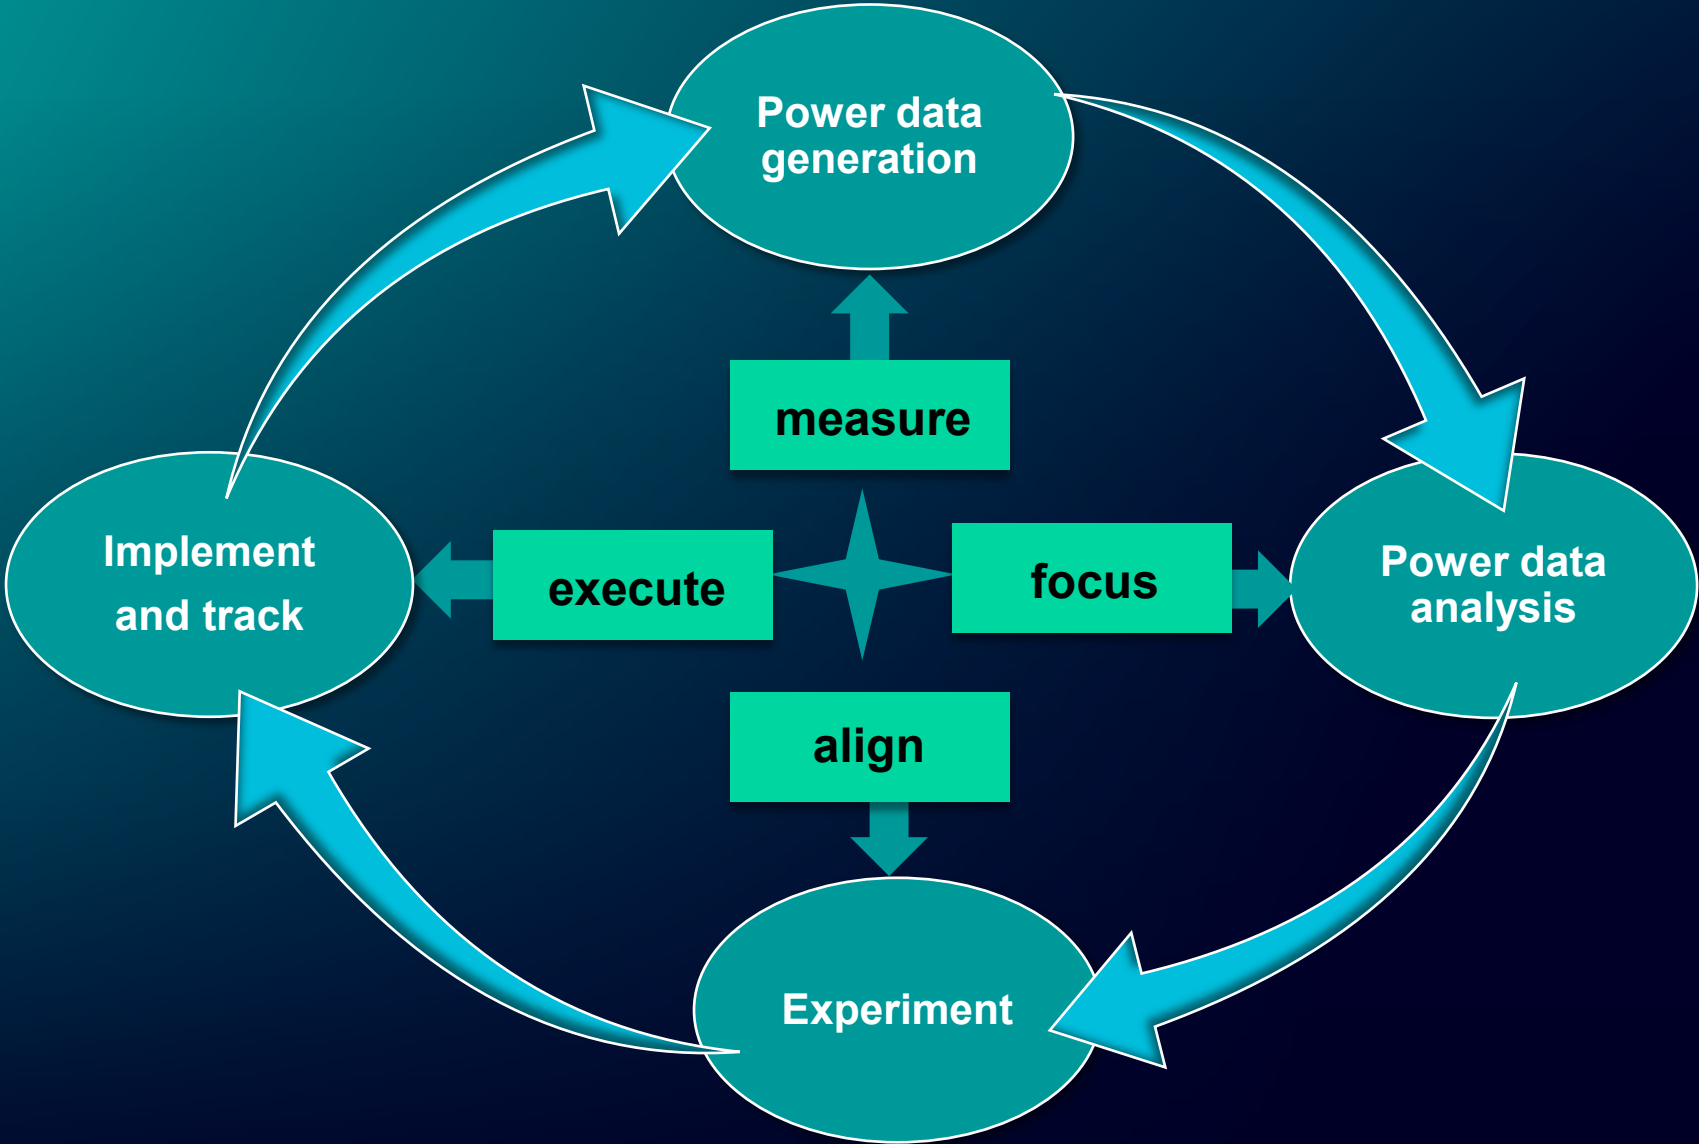 Power data
generation
measure
Implement
and track
execute
focus
Power data
analysis
align
Experiment